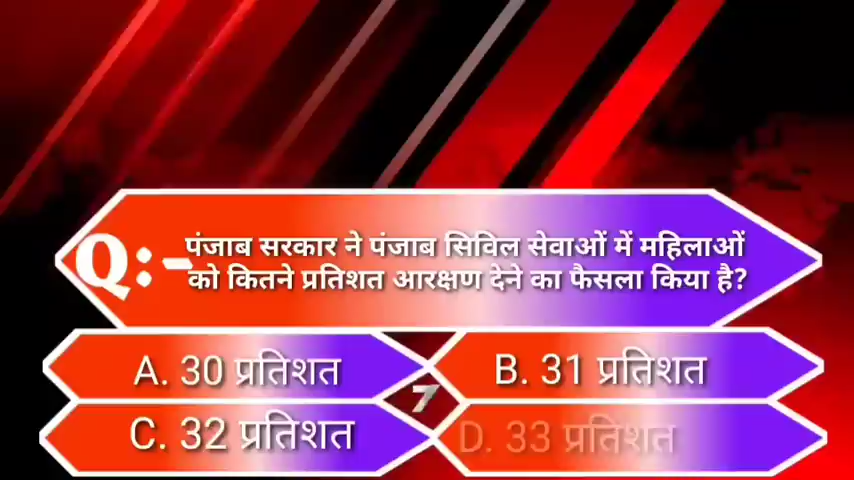 Q:-पंजाब सरकार ने पंजाब सिविल सेवाओं में महिलाओं
को कितने प्रतिशत आरक्षण देने का फैसला किया है?
A. 30 प्रतिशत
B. 31 प्रतिशत
7
C. 32 प्रतिशत
D. 33 प्रतिशत